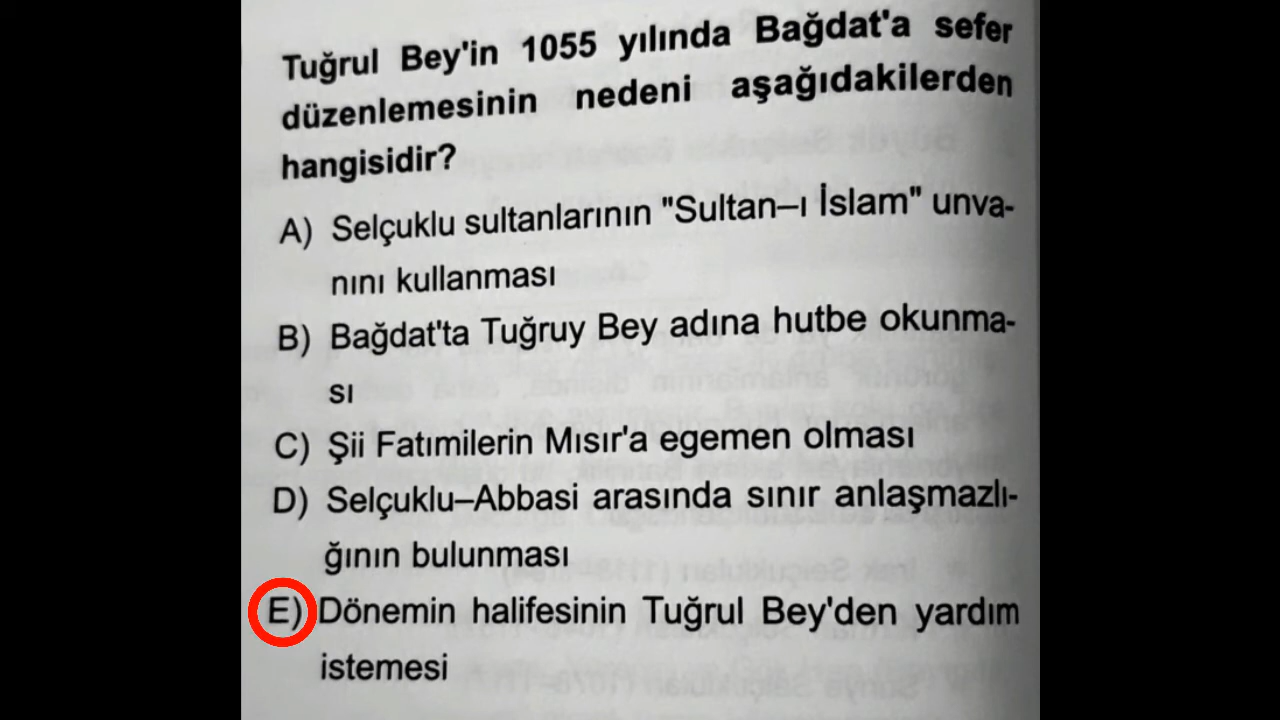 Tuğrul Bey'in 1055 yılında Bağdat'a sefer
düzenlemesinin nedeni aşağıdakilerden
hangisidir?
A) Selçuklu sultanlarının "Sultan–ı İslam" unva-
nını kullanması
B) Bağdat'ta Tuğruy Bey adına hutbe okunma-
sı
C) Şii Fatımilerin Mısır'a egemen olması
D) Selçuklu–Abbasi arasında sınır anlaşmazlı-
ğının bulunması
E) Dönemin halifesinin Tuğrul Bey'den yardım
istemesi